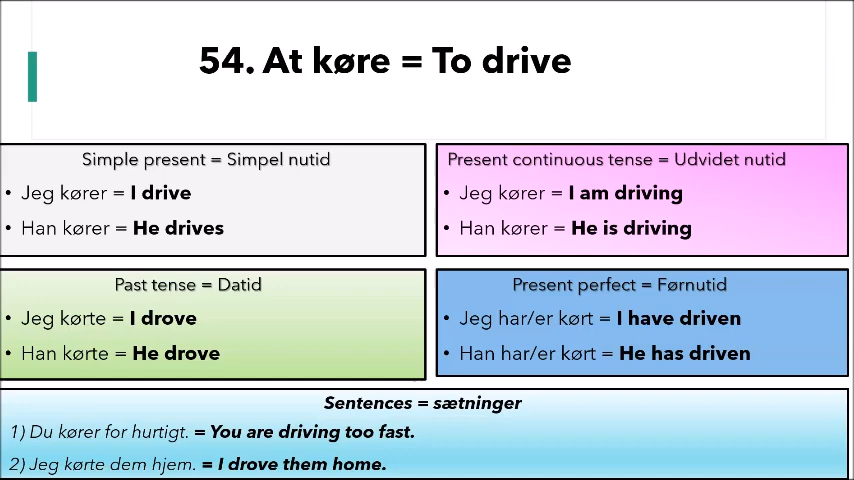 54. At køre = To drive
Simple present = Simpel nutid
• Jeg kører = I drive
• Han kører = He drives
Present continuous tense = Udvidet nutid
• Jeg kører = I am driving
• Han kører = He is driving
Past tense = Datid
• Jeg kørte = I drove
• Han kørte = He drove
Present perfect = Førnutid
• Jeg har/er kørt = I have driven
• Han har/er kørt = He has driven
Sentences = sætninger
1) Du kører for hurtigt. = You are driving too fast.
2) Jeg kørte dem hjem. = I drove them home.